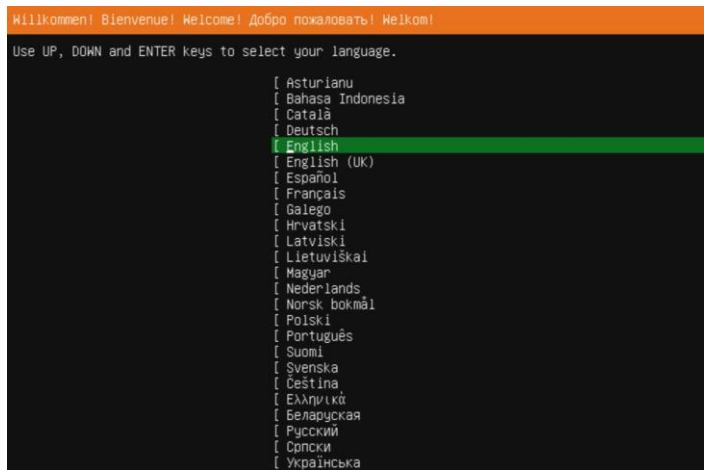 Willkommen! Bienvenue! Welcome! Добро пожаловать! Welkom!
Use UP, DOWN and ENTER keys to select your language.
[ Asturianu
[ Bahasa Indonesia
[ Català
[ Deutsch
[ English
[ English (UK)
[ Español
[ Français
[ Galego
[ Hrvatski
[ Latviski
[ Lietuviškai
[ Magyar
[ Nederlands
[ Norsk bokmål
[ Polski
[ Português
[ Suomi
[ Svenska
[ Čeština
[ Ελληνικά
[ Беларуская
[ Русский
[ Српски
[ Українська